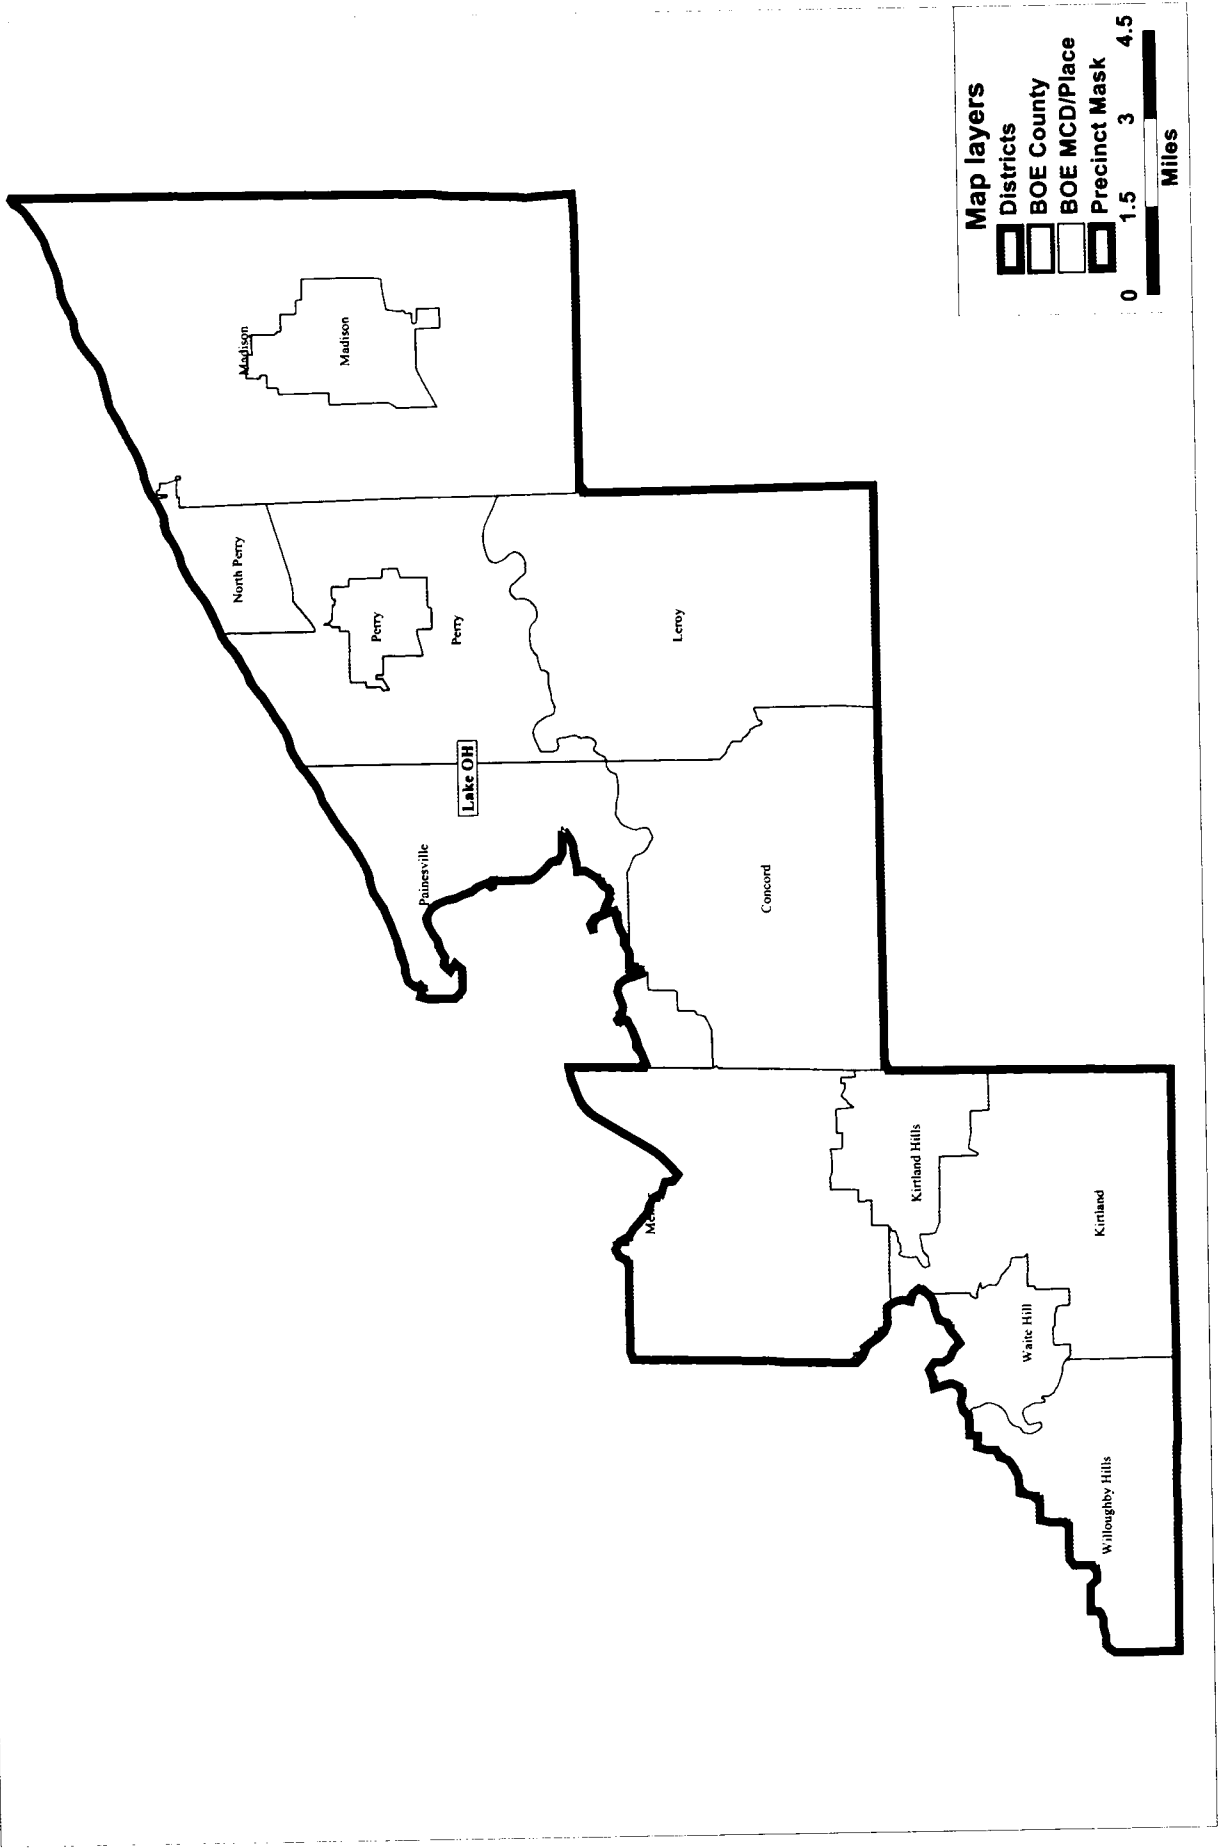 Madison
Madison
North Perry
Perry
Perry
Leroy
Lake OH
Painesville
Concord
Kirtland Hills
Kirtland
Waite Hill
Willoughby Hills
Map layers
Districts
BOE County
BOE MCD/Place
Precinct Mask
0 1.5 3 4.5
Miles